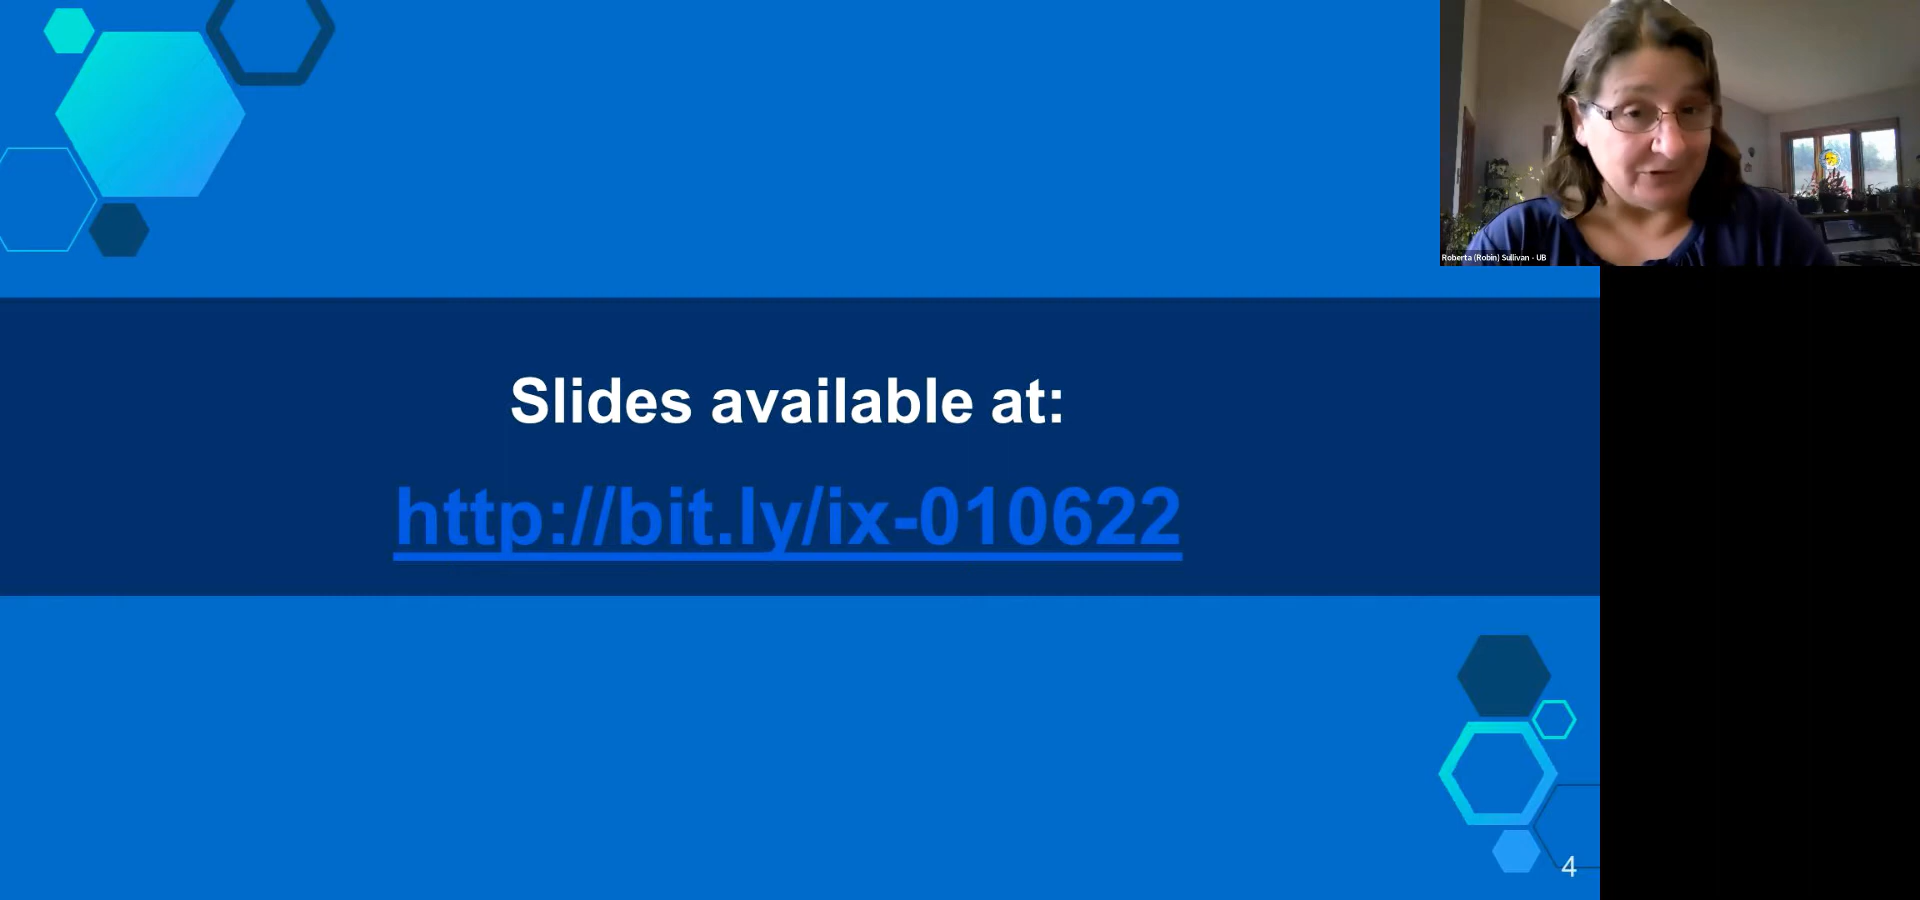 Roberta (Robin) Sullivan - UB
Slides available at:
http://bit.ly/ix-010622
4